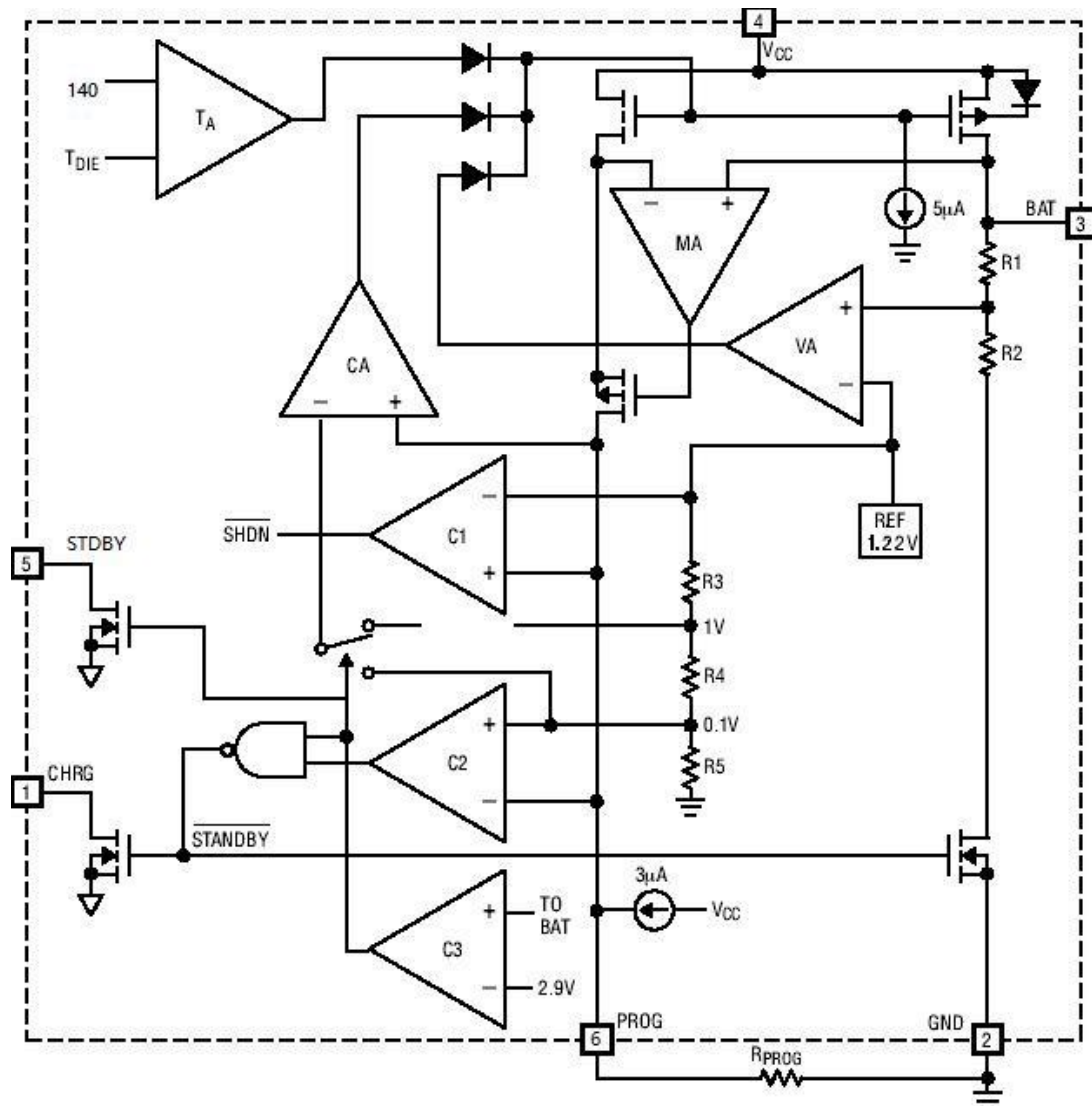 4
VCC
140
TA
TDIE
− +
MA
5µA
BAT
3
R1
+
VA
−
R2
CA
− +
REF
1.22V
SHDN
−
C1
+
STDBY
5
R3
1V
R4
+
C2
−
0.1V
R5
CHRG
1
STANDBY
3µA
VCC
+
C3
−
TO
BAT
2.9V
PROG
6
GND
2
RPROG